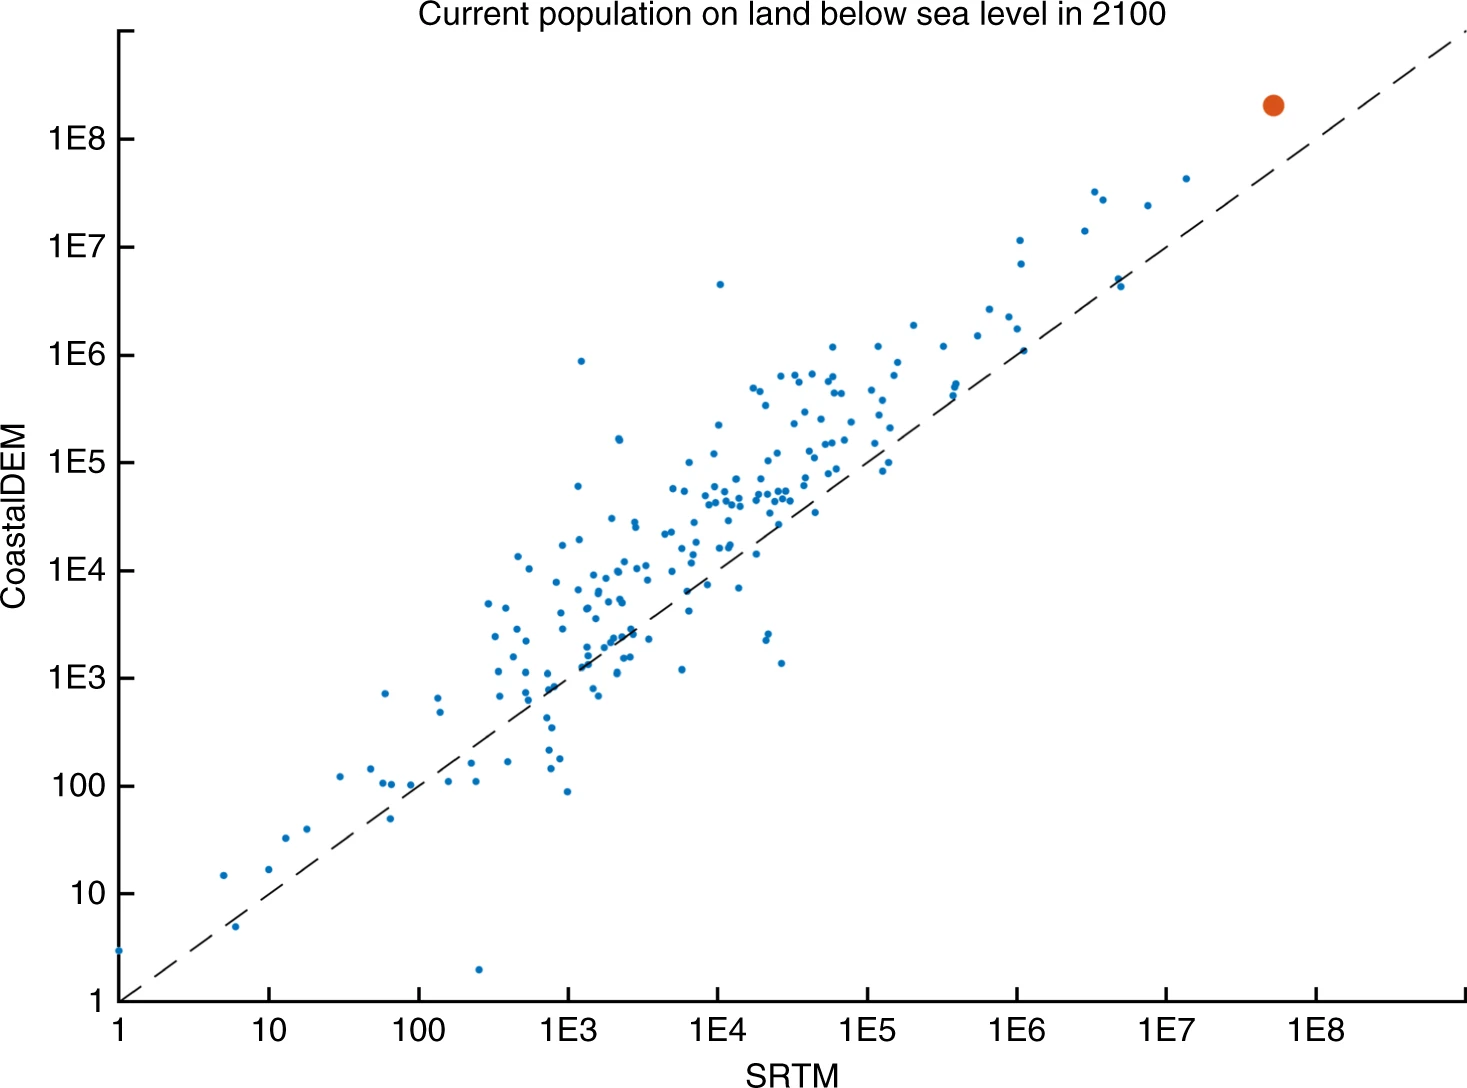 Current population on land below sea level in 2100
1E8
1E7
1E6
1E5
1E4
1E3
100
10
1
CoastalDEM
1 10 100 1E3 1E4 1E5 1E6 1E7 1E8
SRTM